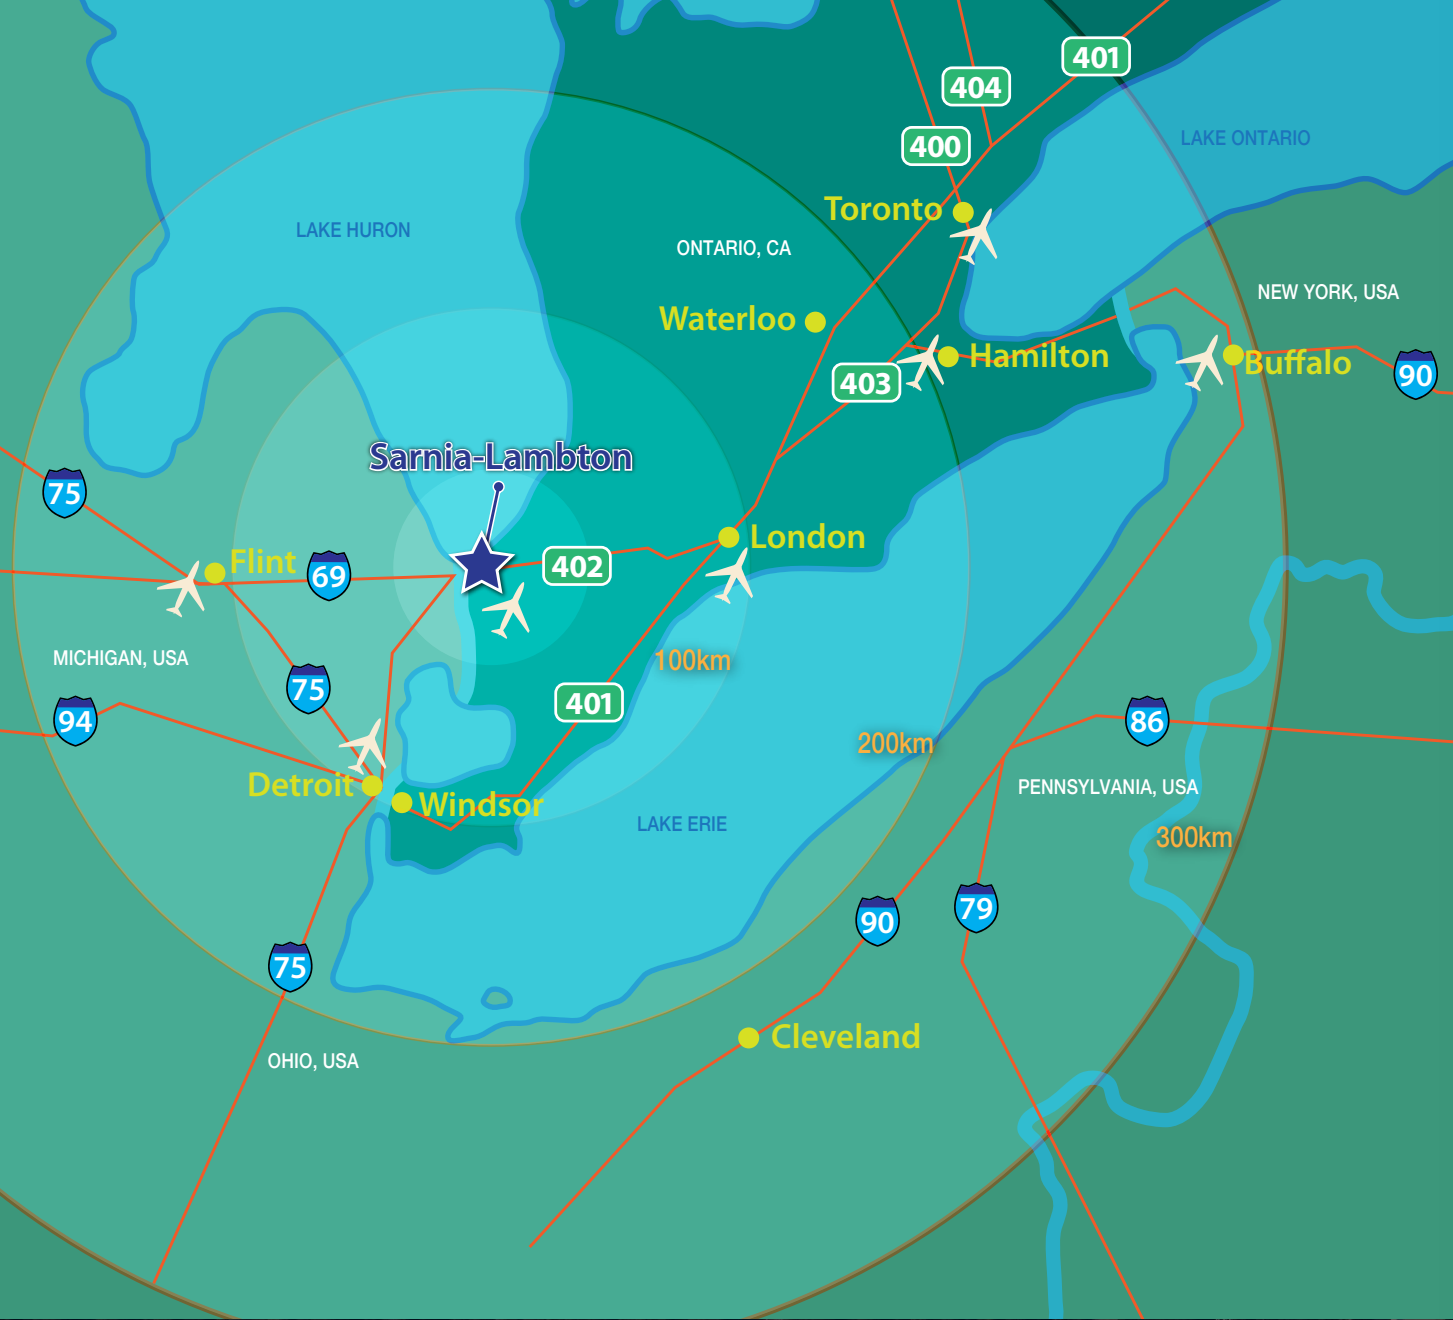 401
404
LAKE ONTARIO
400
Toronto
LAKE HURON
ONTARIO, CA
NEW YORK, USA
Waterloo
Hamilton
Buffalo
403
90
Sarnia-Lambton
75
London
Flint
402
69
MICHIGAN, USA
100km
75
401
94
86
200km
Detroit
PENNSYLVANIA, USA
Windsor
LAKE ERIE
300km
90
79
75
Cleveland
OHIO, USA